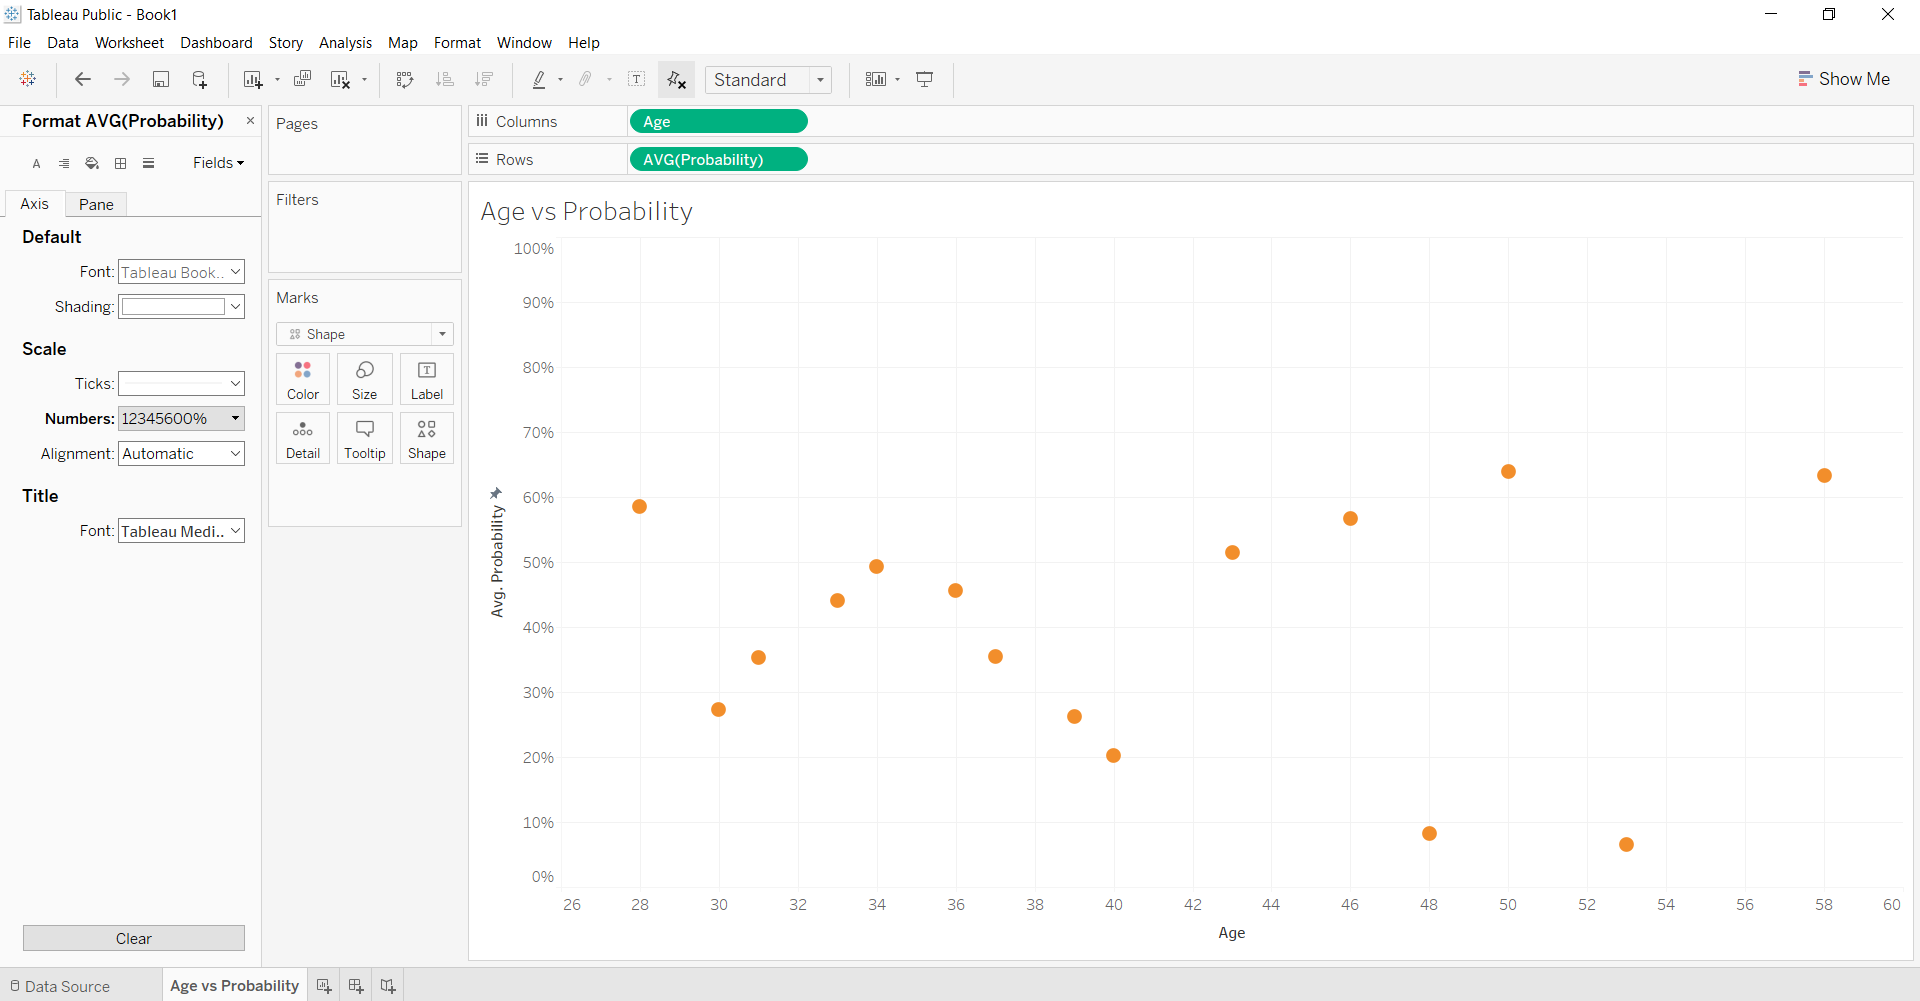 Tableau Public - Book1
File Data Worksheet Dashboard Story Analysis Map Format Window Help
Standard
Show Me
Format AVG(Probability)
Fields
Axis Pane
Default
Font: Tableau Book..
Shading:
Scale
Ticks:
Numbers: 12345600%
Alignment: Automatic
Title
Font: Tableau Medi..
Clear
Pages
Filters
Marks
Shape
Color Size Label
Detail Tooltip Shape
Columns Age
Rows AVG(Probability)
Age vs Probability
100%
90%
80%
70%
60%
50%
40%
30%
20%
10%
0%
Avg. Probability
26 28 30 32 34 36 38 40 42 44 46 48 50 52 54 56 58 60
Age
Data Source Age vs Probability